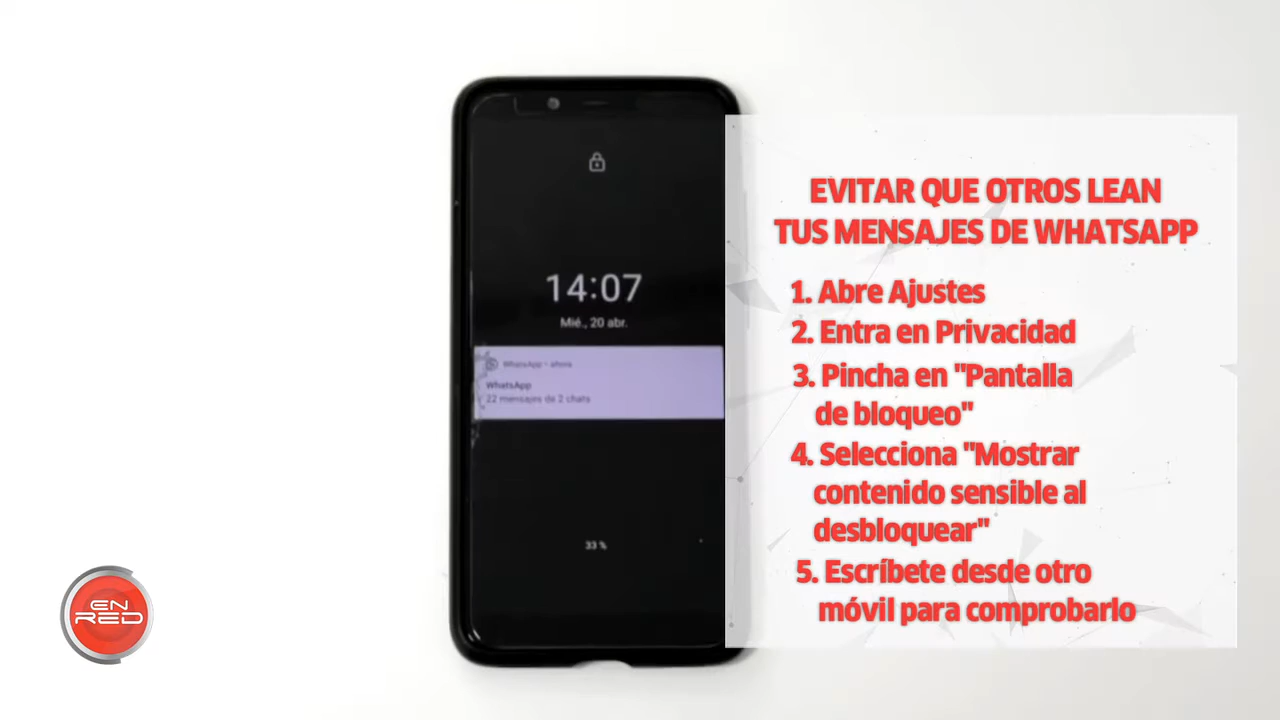 14:07
Mié., 20 abr.
WhatsApp • ahora
WhatsApp
22 mensajes de 2 chats
33 %
EVITAR QUE OTROS LEAN
TUS MENSAJES DE WHATSAPP
1. Abre Ajustes
2. Entra en Privacidad
3. Pincha en "Pantalla
de bloqueo"
4. Selecciona "Mostrar
contenido sensible al
desbloquear"
5. Escríbete desde otro
móvil para comprobarlo
EN
RED